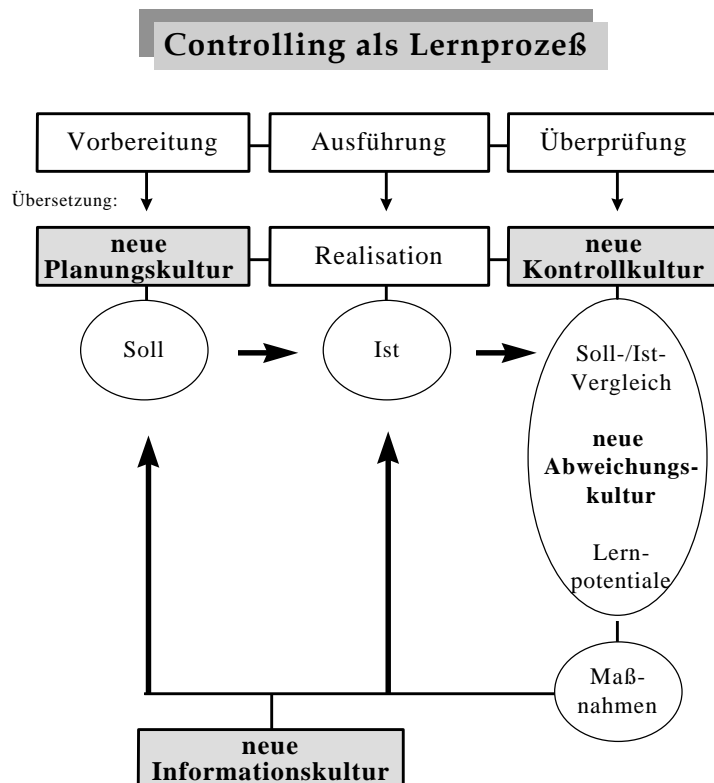 Controlling als Lernprozeß
Vorbereitung
Ausführung
Überprüfung
Übersetzung:
neue
Planungskultur
Realisation
neue
Kontrollkultur
Soll
Ist
Soll-/Ist-
Vergleich
neue
Abweichungs-
kultur
Lern-
potentiale
Maß-
nahmen
neue
Informationskultur